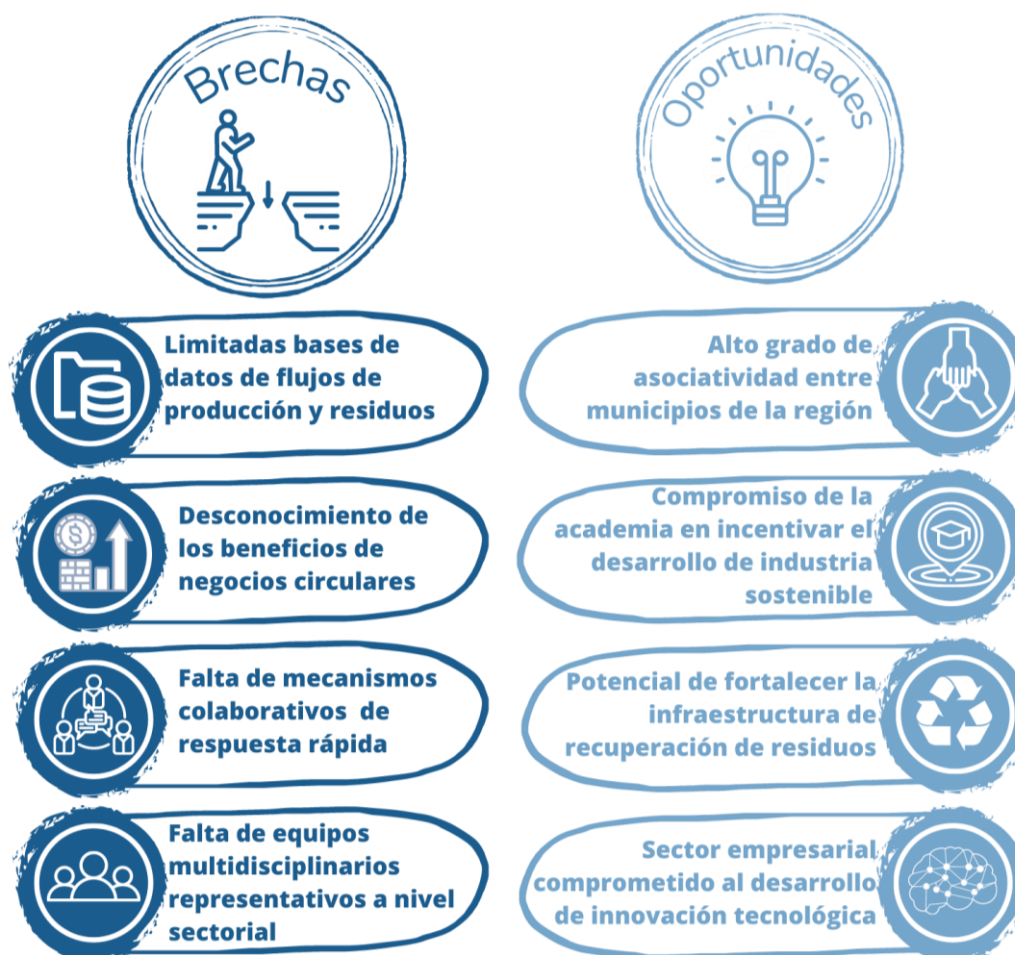 Brechas
Limitadas bases de
datos de flujos de
producción y residuos
Desconocimiento de
los beneficios de
negocios circulares
Falta de mecanismos
colaborativos de
respuesta rápida
Falta de equipos
multidisciplinarios
representativos a nivel
sectorial
Oportunidades
Alto grado de
asociatividad entre
municipios de la región
Compromiso de la
academia en incentivar el
desarrollo de industria
sostenible
Potencial de fortalecer la
infraestructura de
recuperación de residuos
Sector empresarial
comprometido al desarrollo
de innovación tecnológica